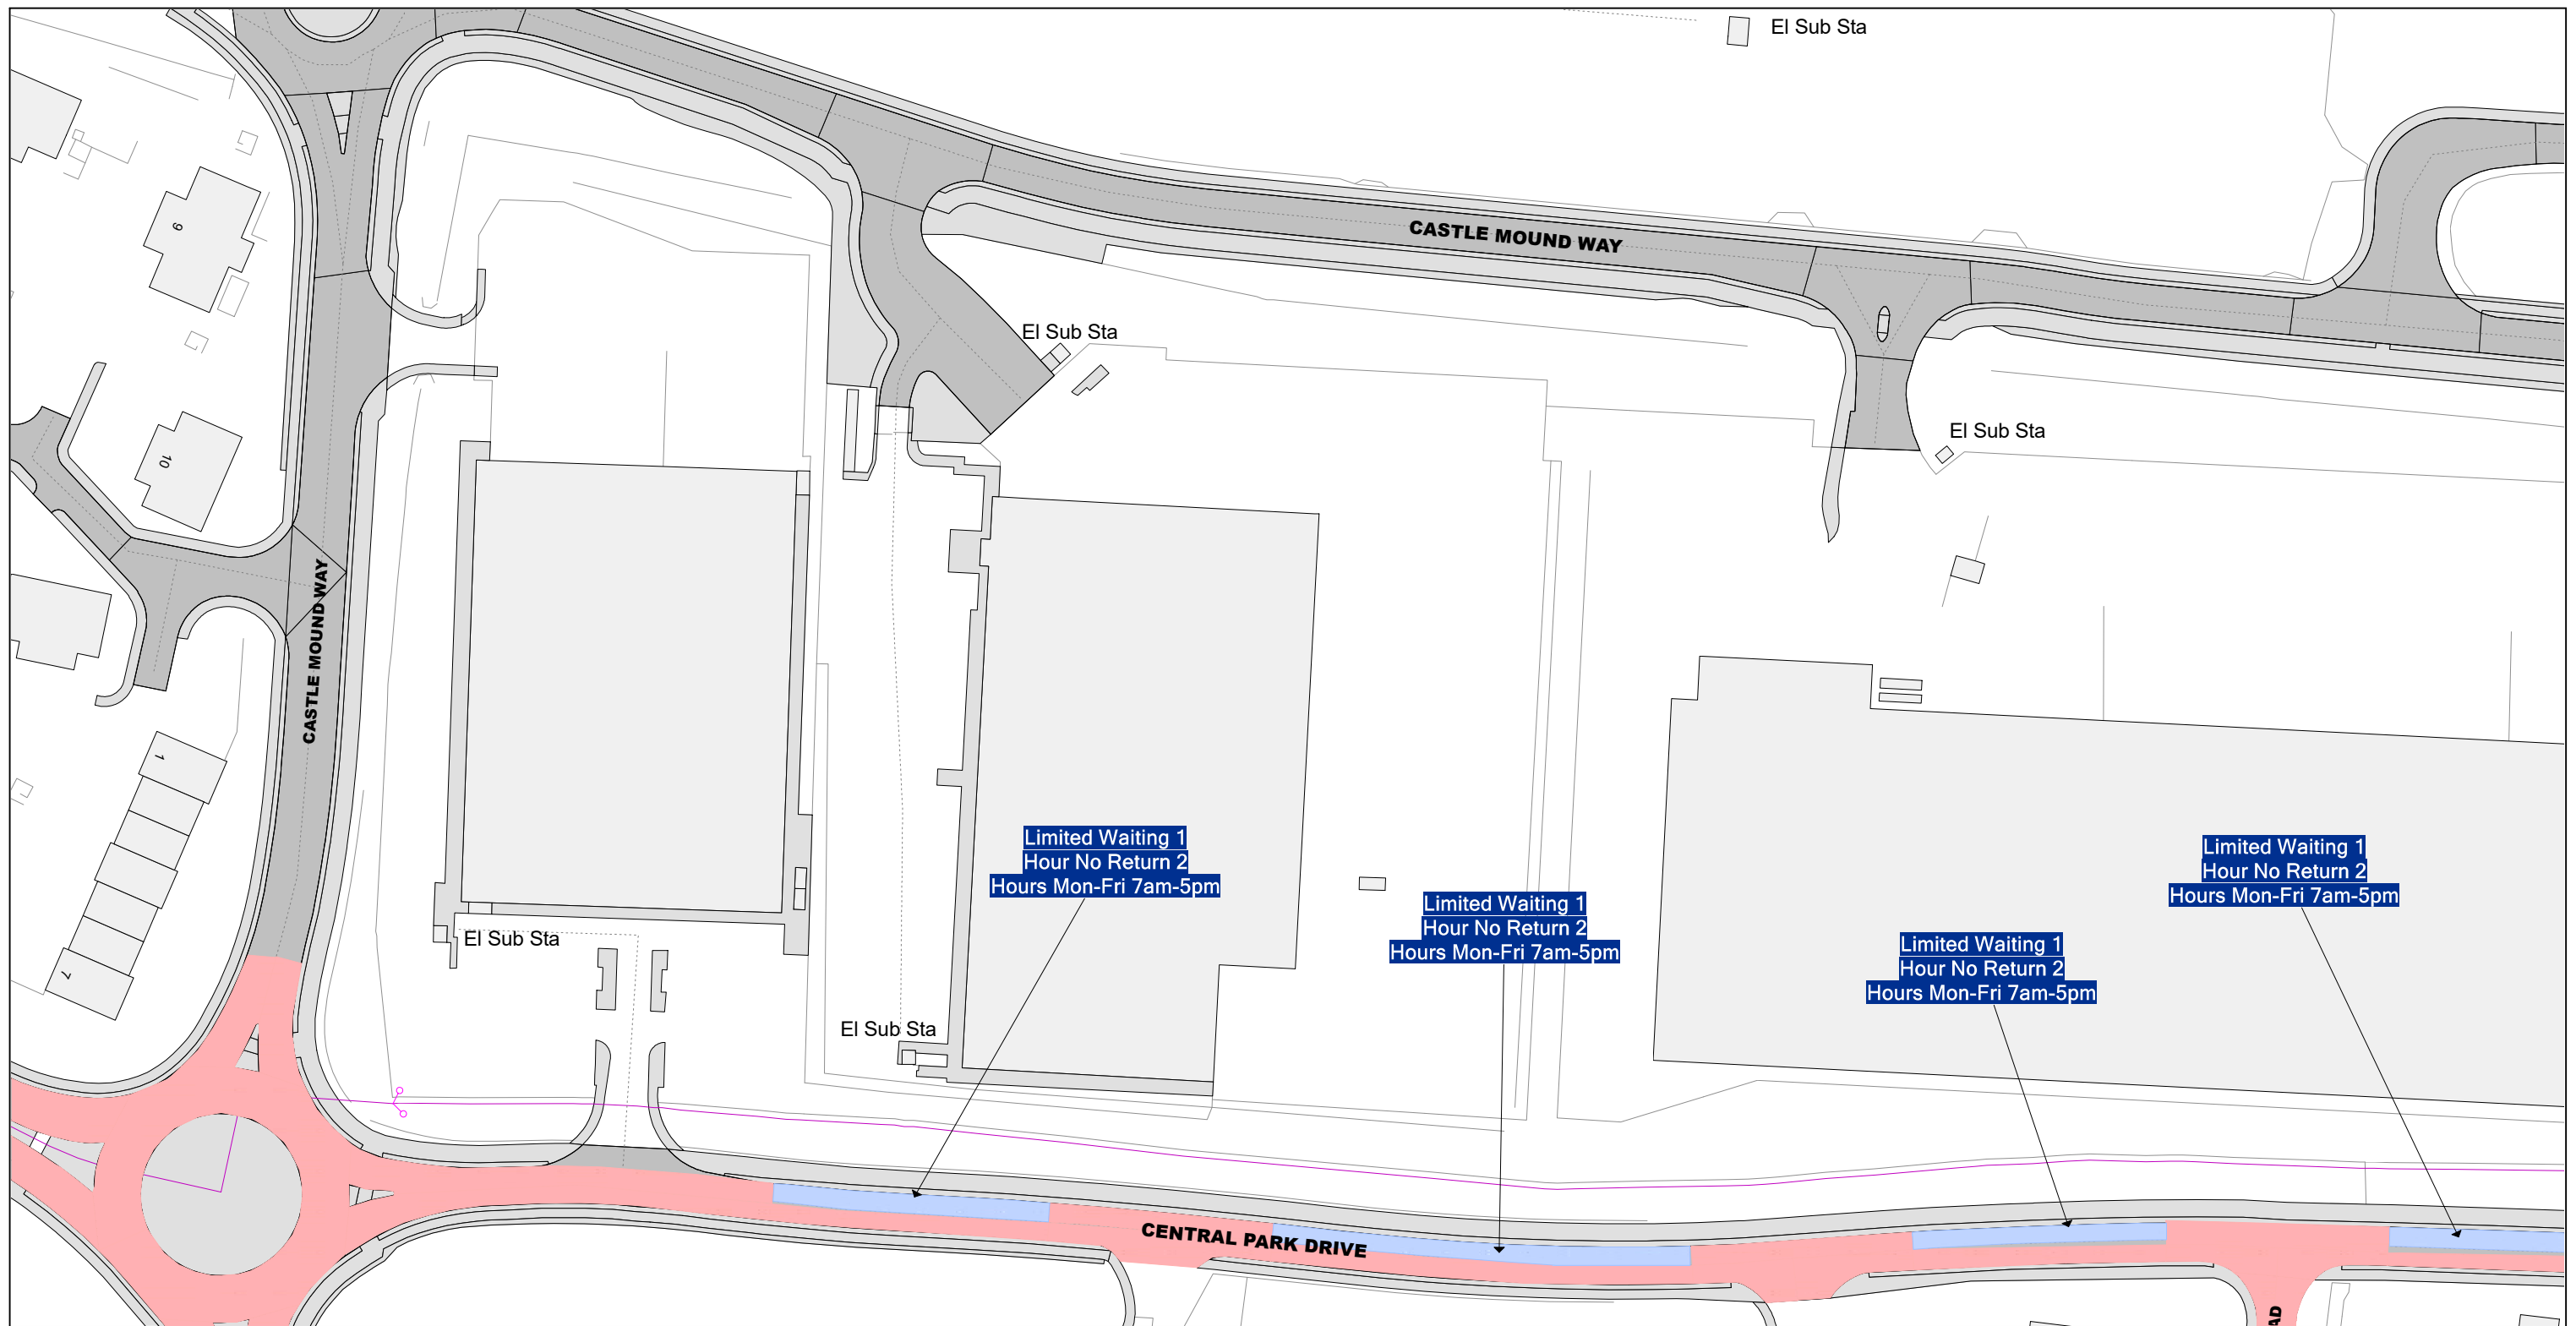 El Sub Sta
CASTLE MOUND WAY
9
El Sub Sta
El Sub Sta
10
CASTLE MOUND WAY
1
Limited Waiting 1
Hour No Return 2
Hours Mon-Fri 7am-5pm
Limited Waiting 1
Hour No Return 2
Hours Mon-Fri 7am-5pm
Limited Waiting 1
Hour No Return 2
Hours Mon-Fri 7am-5pm
Limited Waiting 1
Hour No Return 2
Hours Mon-Fri 7am-5pm
El Sub Sta
7
El Sub Sta
CENTRAL PARK DRIVE
AD